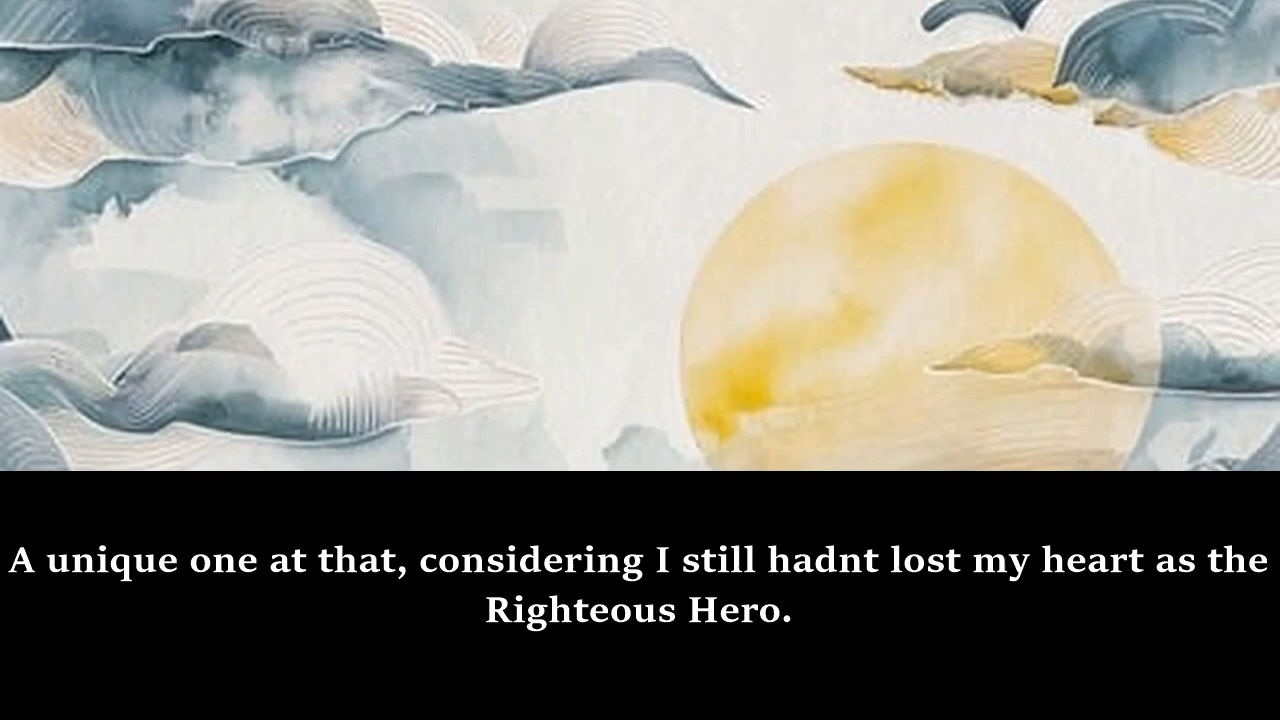 A unique one at that, considering I still hadnt lost my heart as the
Righteous Hero.